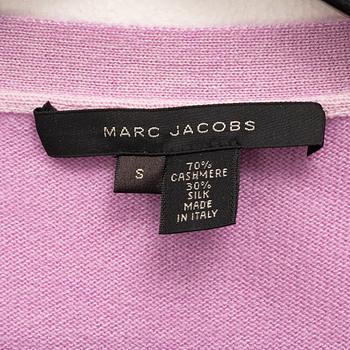 MARC JACOBS
S
70%
CASHMERE
30%
SILK
MADE
IN ITALY